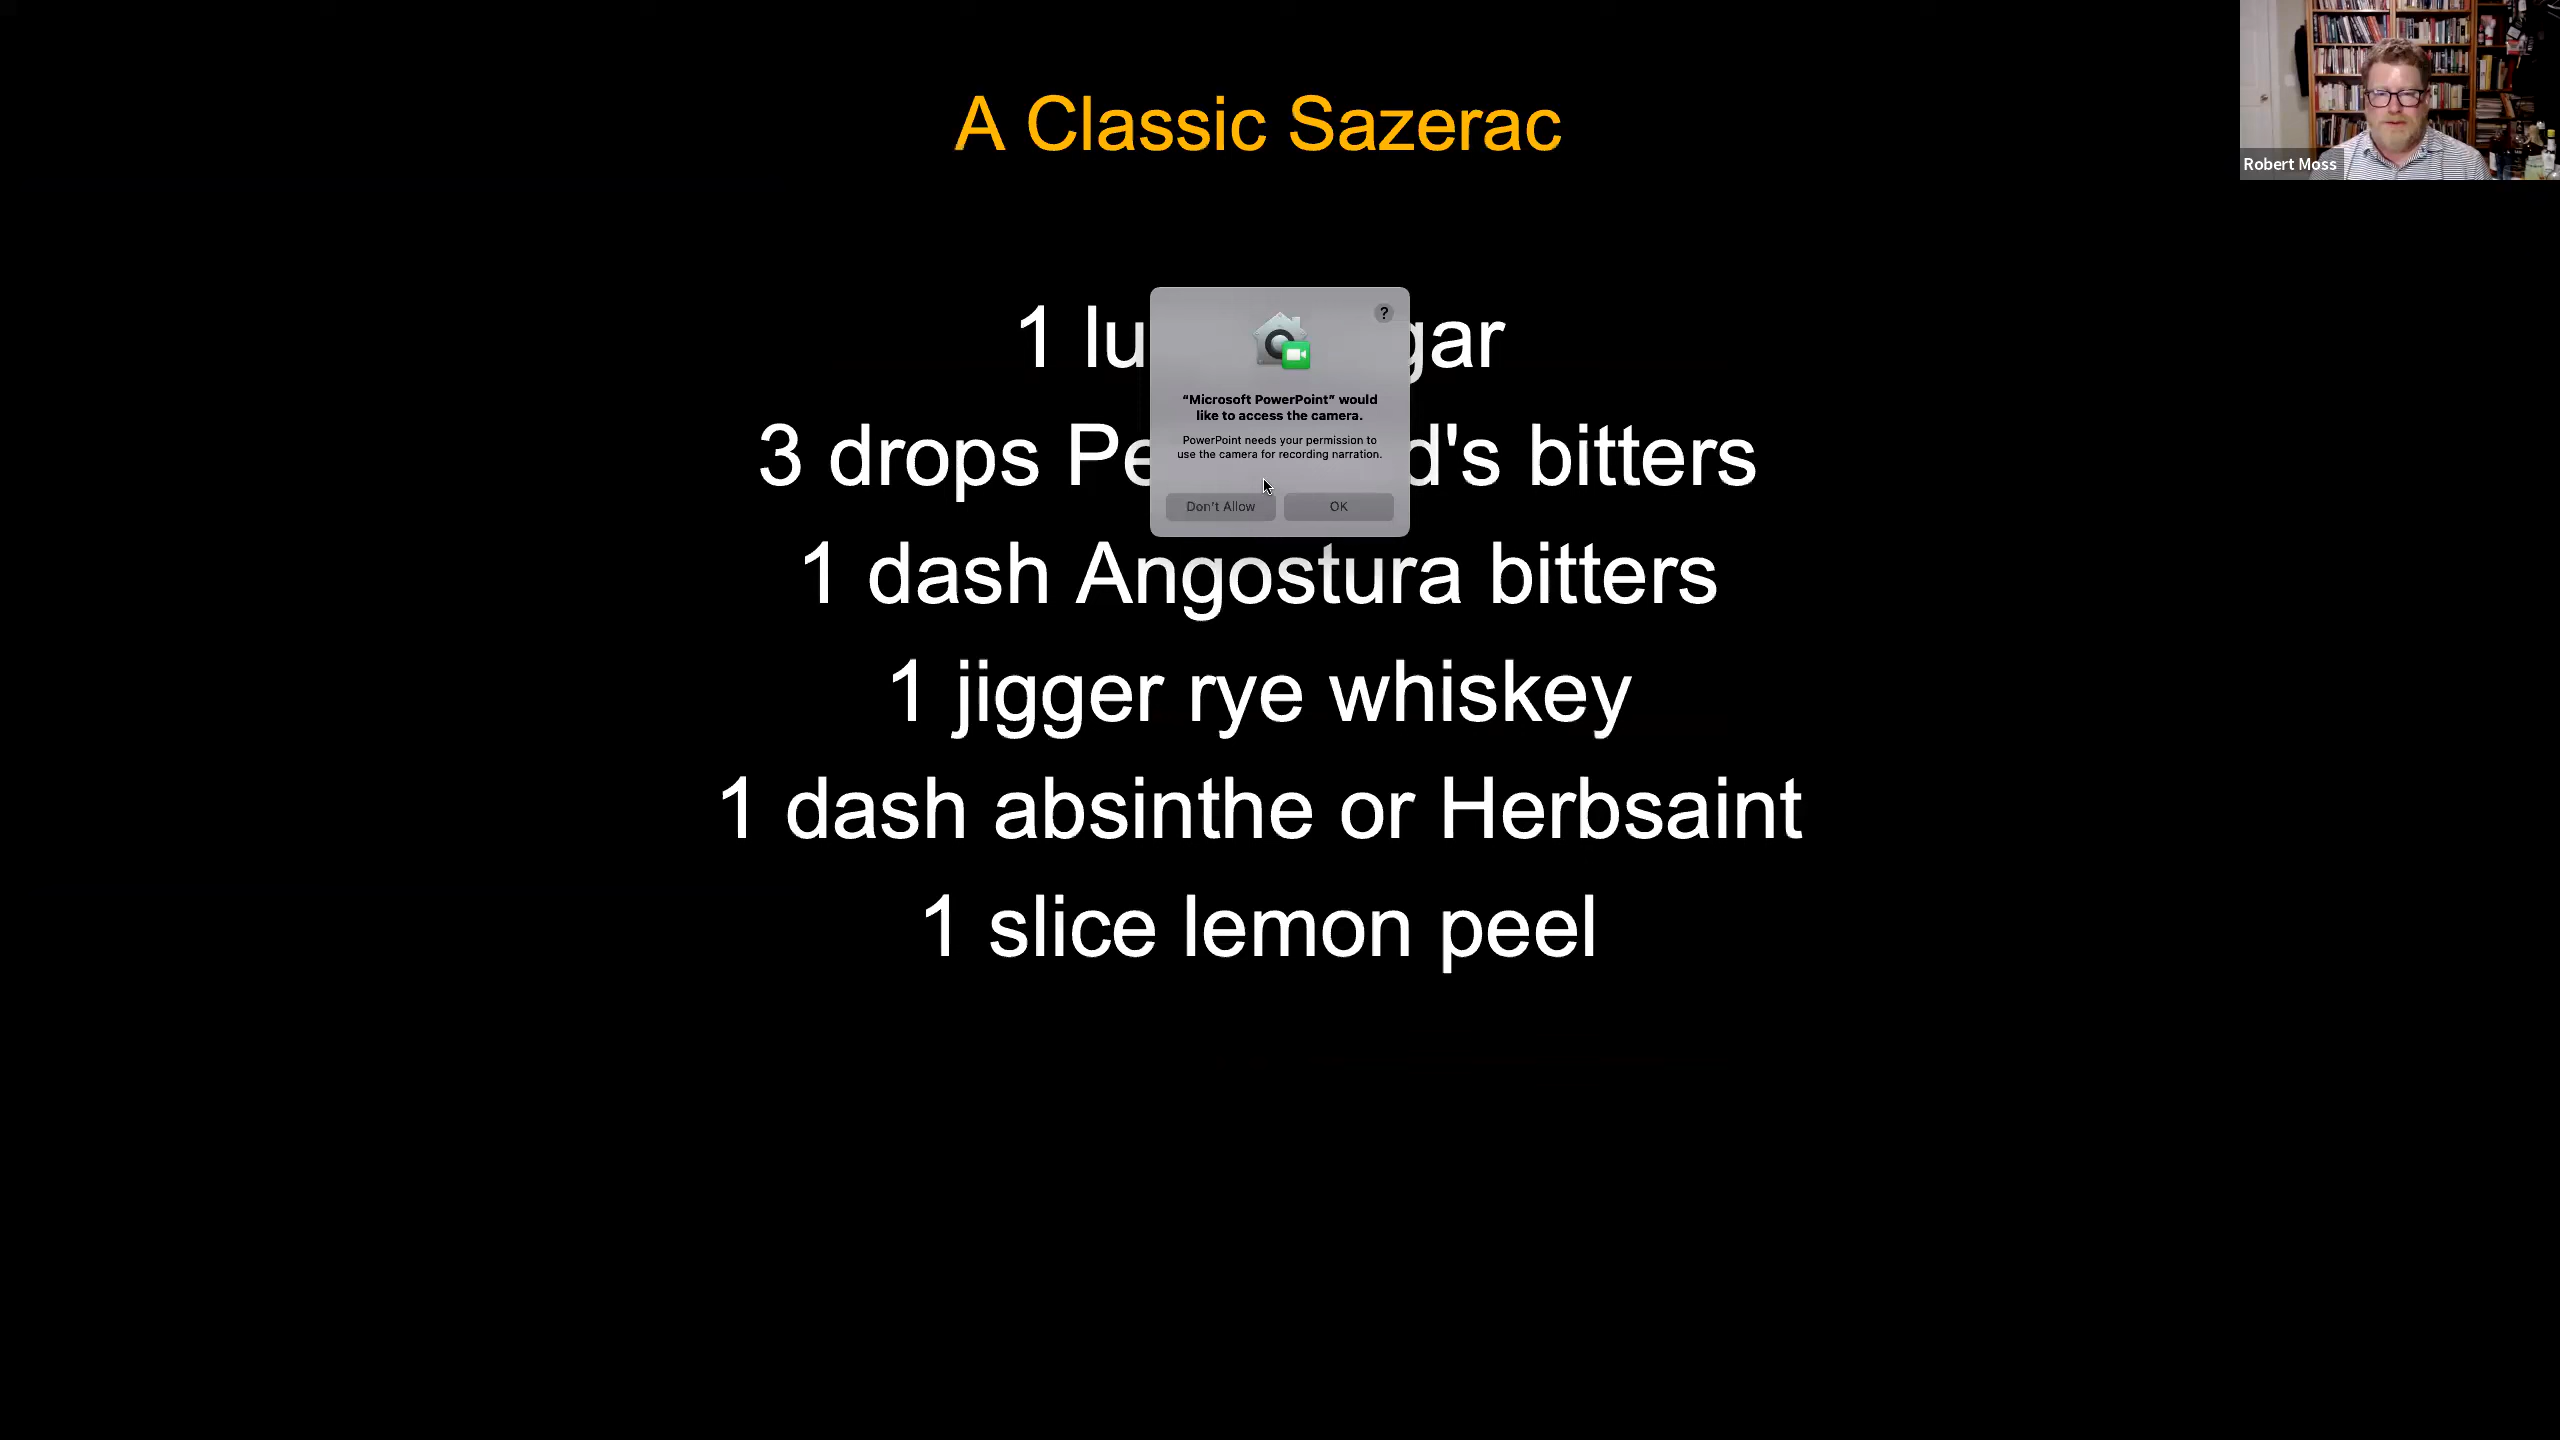 A Classic Sazerac
Robert Moss
1 lu gar
?
"Microsoft PowerPoint" would
like to access the camera.
PowerPoint needs your permission to
use the camera for recording narration.
Don't Allow
OK
3 drops Pe d's bitters
1 dash Angostura bitters
1 jigger rye whiskey
1 dash absinthe or Herbsaint
1 slice lemon peel